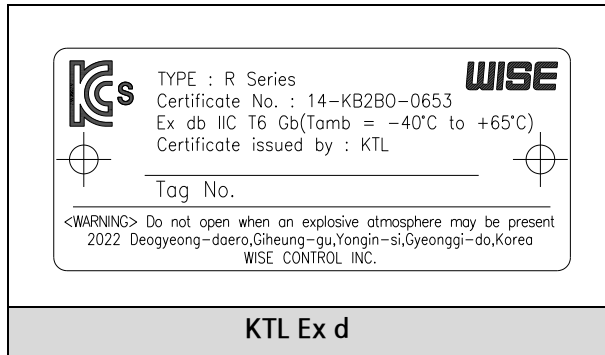 KCs
WISE
TYPE : R Series
Certificate No. : 14-KB2BO-0653
Ex db IIC T6 Gb(Tamb = -40°C to +65°C)
Certificate issued by : KTL
Tag No.
<WARNING> Do not open when an explosive atmosphere may be present
2022 Deogyeong-daero,Giheung-gu,Yongin-si,Gyeonggi-do,Korea
WISE CONTROL INC.
KTL Ex d